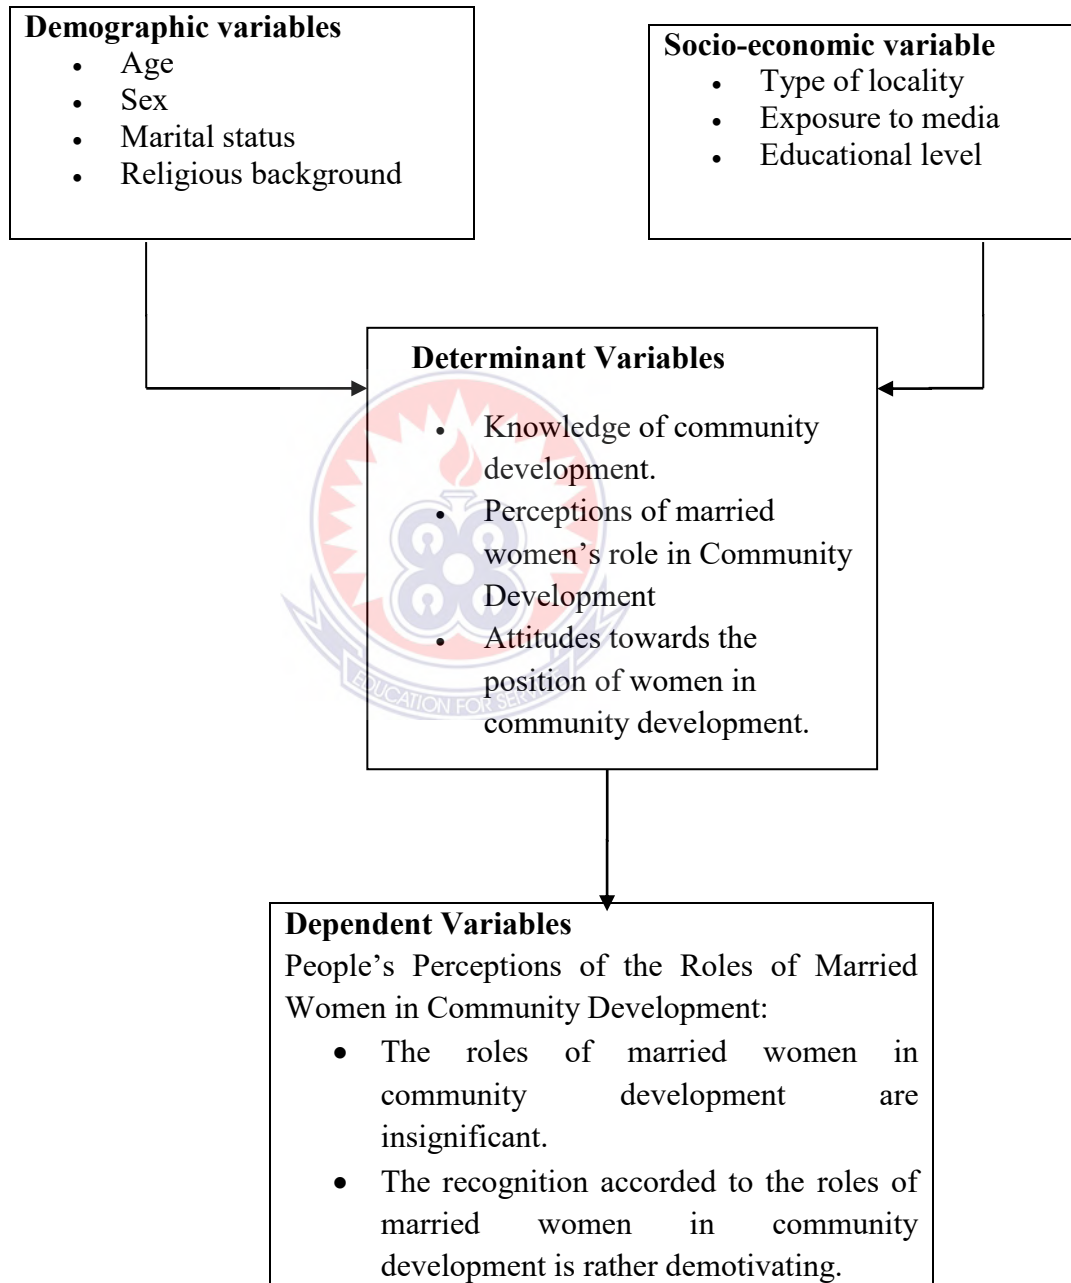 Demographic variables
• Age
• Sex
• Marital status
• Religious background
Socio-economic variable
• Type of locality
• Exposure to media
• Educational level
Determinant Variables
• Knowledge of community
development.
• Perceptions of married
women’s role in Community
Development
• Attitudes towards the
position of women in
community development.
EDUCATION FOR SERVICE
Dependent Variables
People’s Perceptions of the Roles of Married
Women in Community Development:
• The roles of married women in
community development are
insignificant.
• The recognition accorded to the roles of
married women in community
development is rather demotivating.